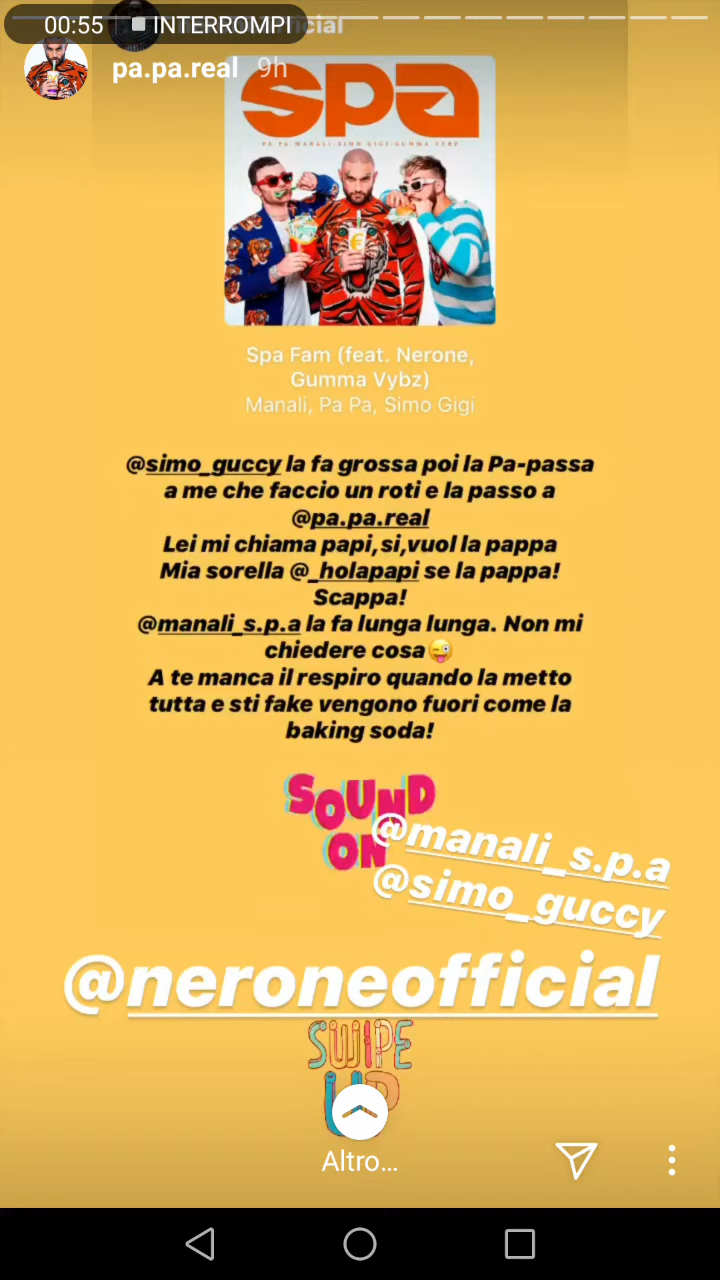 00:55 INTERROMPI
icial
pa.pa.real 9h
spa
PA PA·MANALI·SIMO GIGI·GUMMA VYBZ
€
Spa Fam (feat. Nerone,
Gumma Vybz)
Manali, Pa Pa, Simo Gigi
@simo_guccy la fa grossa poi la Pa-passa
a me che faccio un roti e la passo a
@pa.pa.real
Lei mi chiama papi,si,vuol la pappa
Mia sorella @_holapapi se la pappa!
Scappa!
@manali_s.p.a la fa lunga lunga. Non mi
chiedere cosa😜
A te manca il respiro quando la metto
tutta e sti fake vengono fuori come la
baking soda!
SOUND
ON
@manali_s.p.a
@simo_guccy
@neroneofficial
SWIPE
UP
Altro...